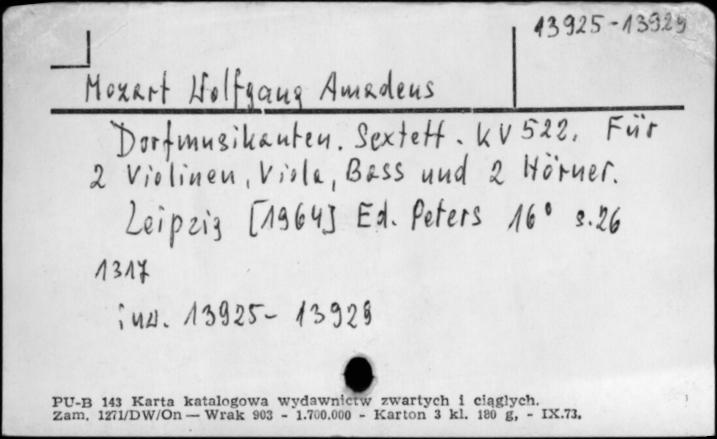 13925-13929
Mozart Wolfgang Amadeus
Dorfmusikanten. Sextett. KV 522. Für
2 Violinen, Viola, Bass und 2 Hörner.
Leipzig [1964] Ed. Peters 16° s. 26
1317
inw. 13925- 13929
PU-B 143 Karta katalogowa wydawnictw zwartych i ciągłych.
Zam. 1271/DW/On — Wrak 903 - 1.700.000 - Karton 3 kl. 180 g, - IX.73.